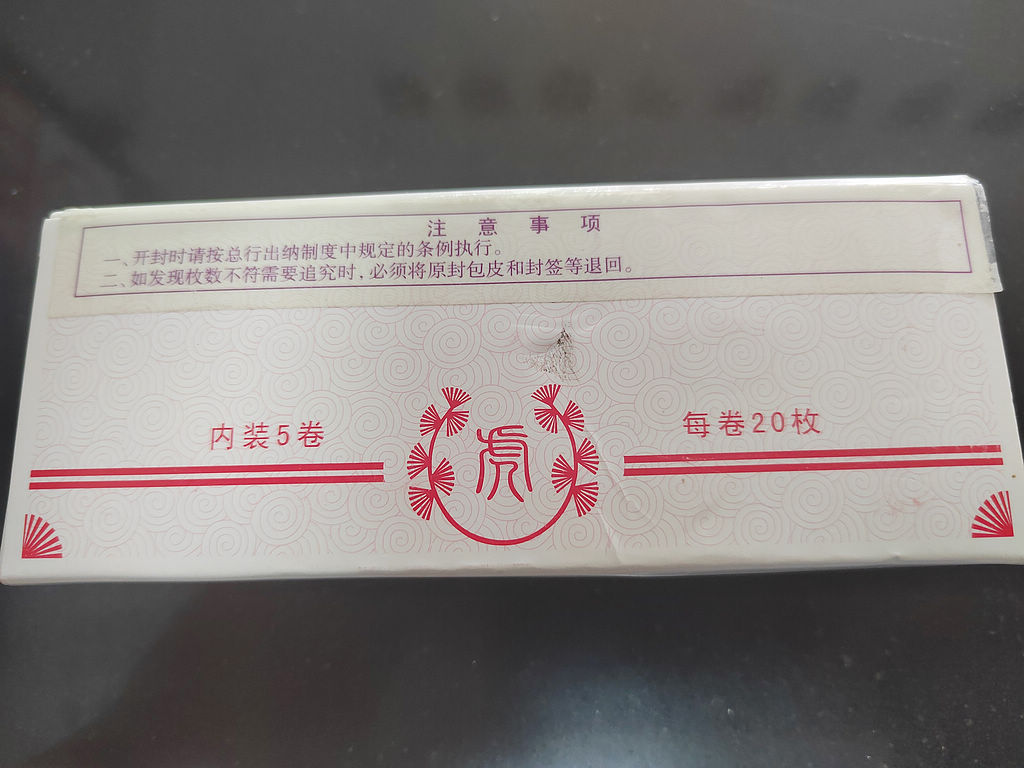 注意事项
一、开封时请按总行出纳制度中规定的条例执行。
二、如发现枚数不符需要追究时,必须将原封包皮和封签等退回。
内装5卷
虎
每卷20枚